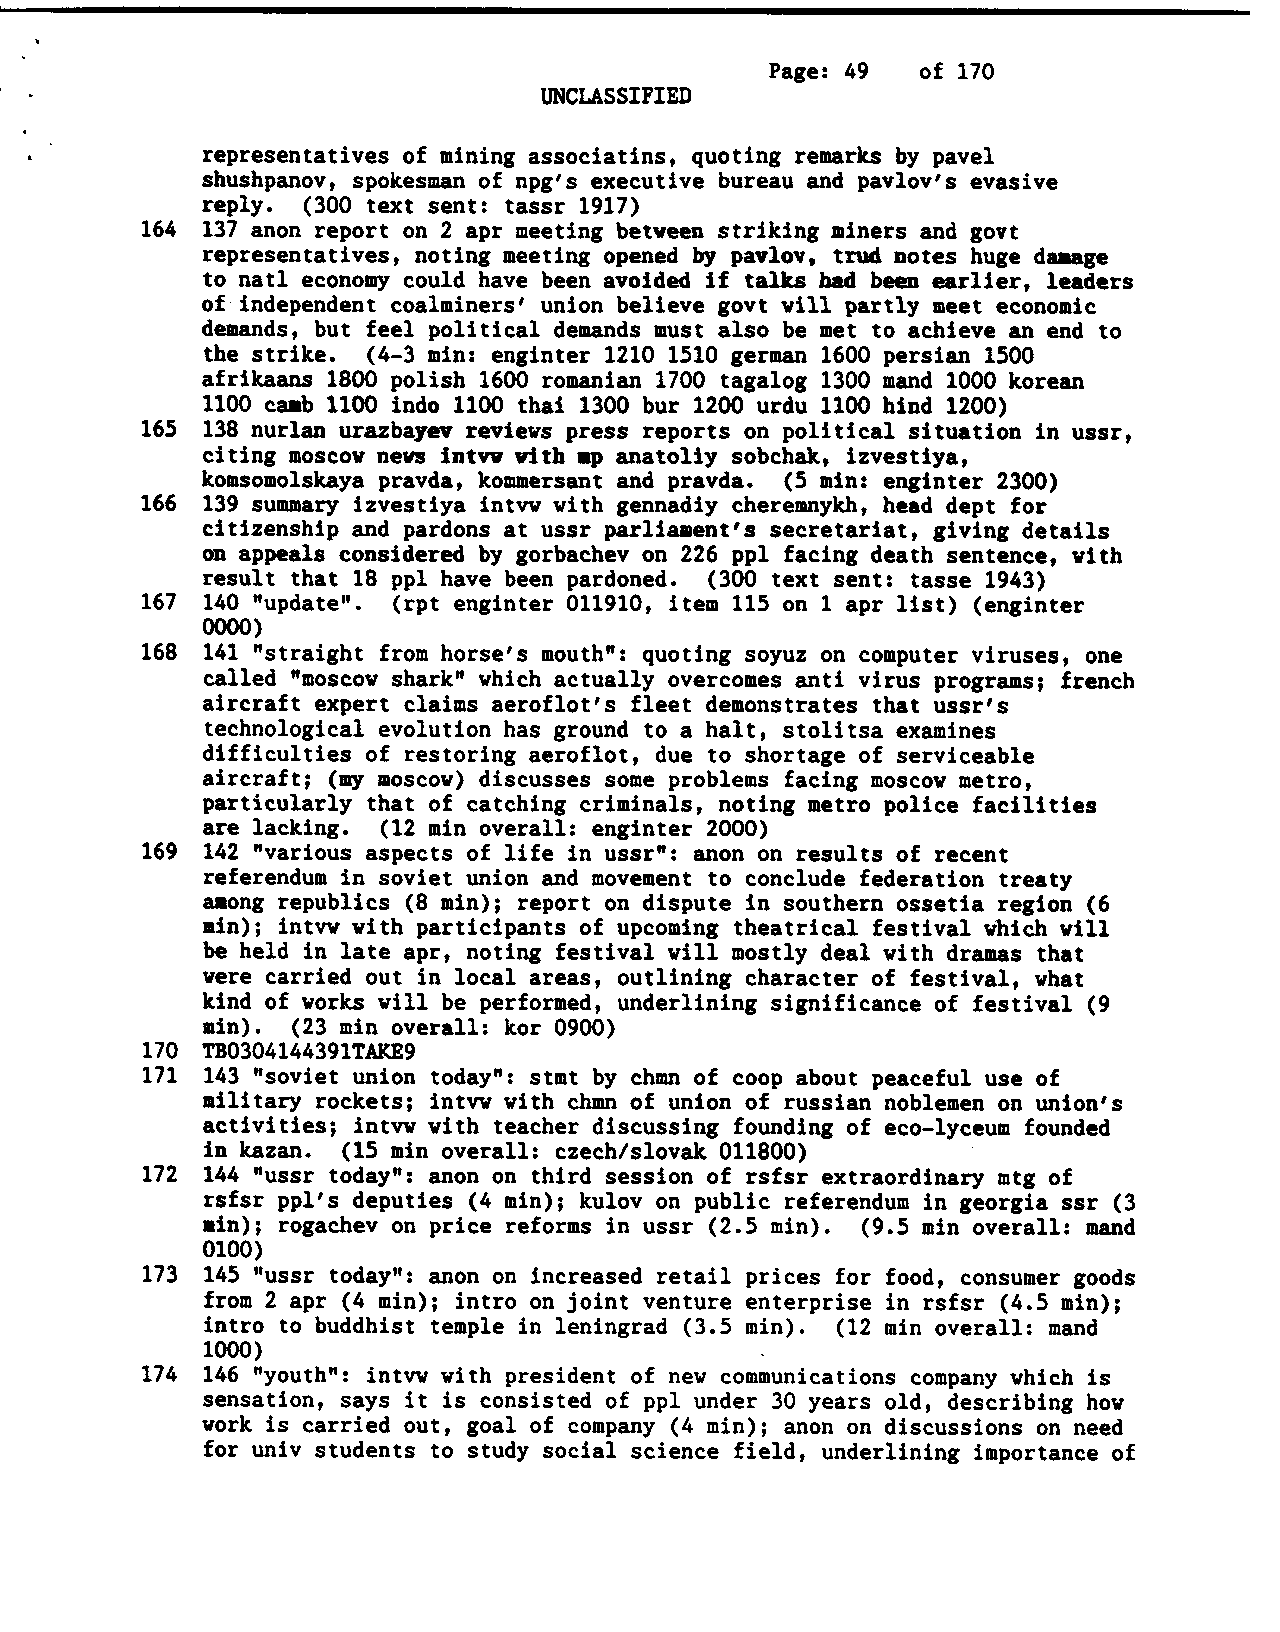 Page: 49 of 170
UNCLASSIFIED
representatives of mining associatins, quoting remarks by pavel
shushpanov, spokesman of npg's executive bureau and pavlov's evasive
reply. (300 text sent: tassr 1917)
164 137 anon report on 2 apr meeting between striking miners and govt
representatives, noting meeting opened by pavlov, trud notes huge damage
to natl economy could have been avoided if talks had been earlier, leaders
of independent coalminers' union believe govt will partly meet economic
demands, but feel political demands must also be met to achieve an end to
the strike. (4-3 min: enginter 1210 1510 german 1600 persian 1500
afrikaans 1800 polish 1600 romanian 1700 tagalog 1300 mand 1000 korean
1100 camb 1100 indo 1100 thai 1300 bur 1200 urdu 1100 hind 1200)
165 138 nurlan urazbayev reviews press reports on political situation in ussr,
citing moscow news intvw with mp anatoliy sobchak, izvestiya,
komsomolskaya pravda, kommersant and pravda. (5 min: enginter 2300)
166 139 summary izvestiya intvw with gennadiy cheremnykh, head dept for
citizenship and pardons at ussr parliament's secretariat, giving details
on appeals considered by gorbachev on 226 ppl facing death sentence, with
result that 18 ppl have been pardoned. (300 text sent: tasse 1943)
167 140 "update". (rpt enginter 011910, item 115 on 1 apr list) (enginter
0000)
168 141 "straight from horse's mouth": quoting soyuz on computer viruses, one
called "moscow shark" which actually overcomes anti virus programs; french
aircraft expert claims aeroflot's fleet demonstrates that ussr's
technological evolution has ground to a halt, stolitsa examines
difficulties of restoring aeroflot, due to shortage of serviceable
aircraft; (my moscow) discusses some problems facing moscow metro,
particularly that of catching criminals, noting metro police facilities
are lacking. (12 min overall: enginter 2000)
169 142 "various aspects of life in ussr": anon on results of recent
referendum in soviet union and movement to conclude federation treaty
among republics (8 min); report on dispute in southern ossetia region (6
min); intvw with participants of upcoming theatrical festival which will
be held in late apr, noting festival will mostly deal with dramas that
were carried out in local areas, outlining character of festival, what
kind of works will be performed, underlining significance of festival (9
min). (23 min overall: kor 0900)
170 TB0304144391TAKE9
171 143 "soviet union today": stmt by chmn of coop about peaceful use of
military rockets; intvw with chmn of union of russian noblemen on union's
activities; intvw with teacher discussing founding of eco-lyceum founded
in kazan. (15 min overall: czech/slovak 011800)
172 144 "ussr today": anon on third session of rsfsr extraordinary mtg of
rsfsr ppl's deputies (4 min); kulov on public referendum in georgia ssr (3
min); rogachev on price reforms in ussr (2.5 min). (9.5 min overall: mand
0100)
173 145 "ussr today": anon on increased retail prices for food, consumer goods
from 2 apr (4 min); intro on joint venture enterprise in rsfsr (4.5 min);
intro to buddhist temple in leningrad (3.5 min). (12 min overall: mand
1000)
174 146 "youth": intvw with president of new communications company which is
sensation, says it is consisted of ppl under 30 years old, describing how
work is carried out, goal of company (4 min); anon on discussions on need
for univ students to study social science field, underlining importance of